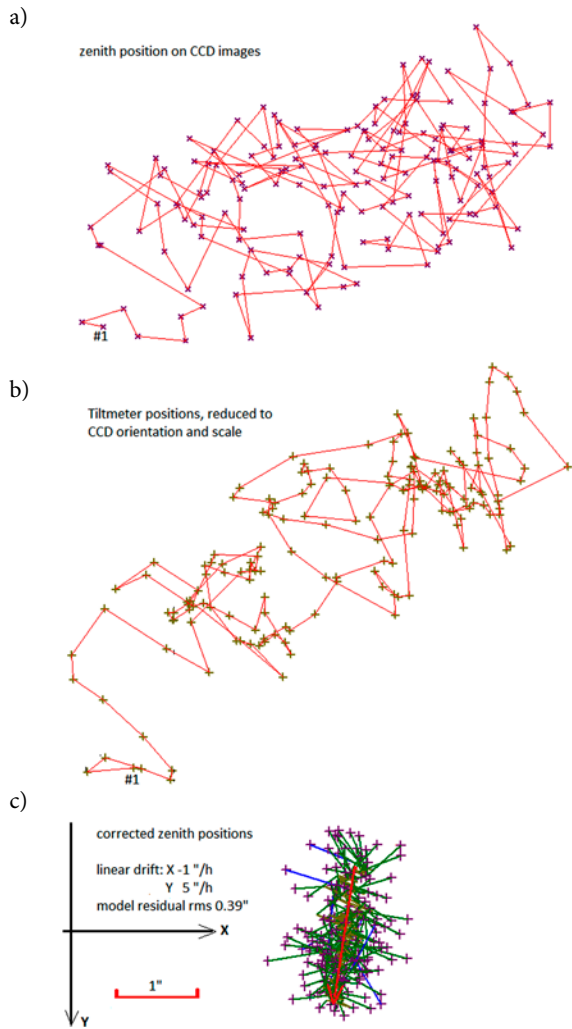 a)
zenith position on CCD images
#1
b)
Tiltmeter positions, reduced to
CCD orientation and scale
#1
c)
corrected zenith positions
linear drift: X -1 "/h
Y 5 "/h
model residual rms 0.39"
X
1"
Y